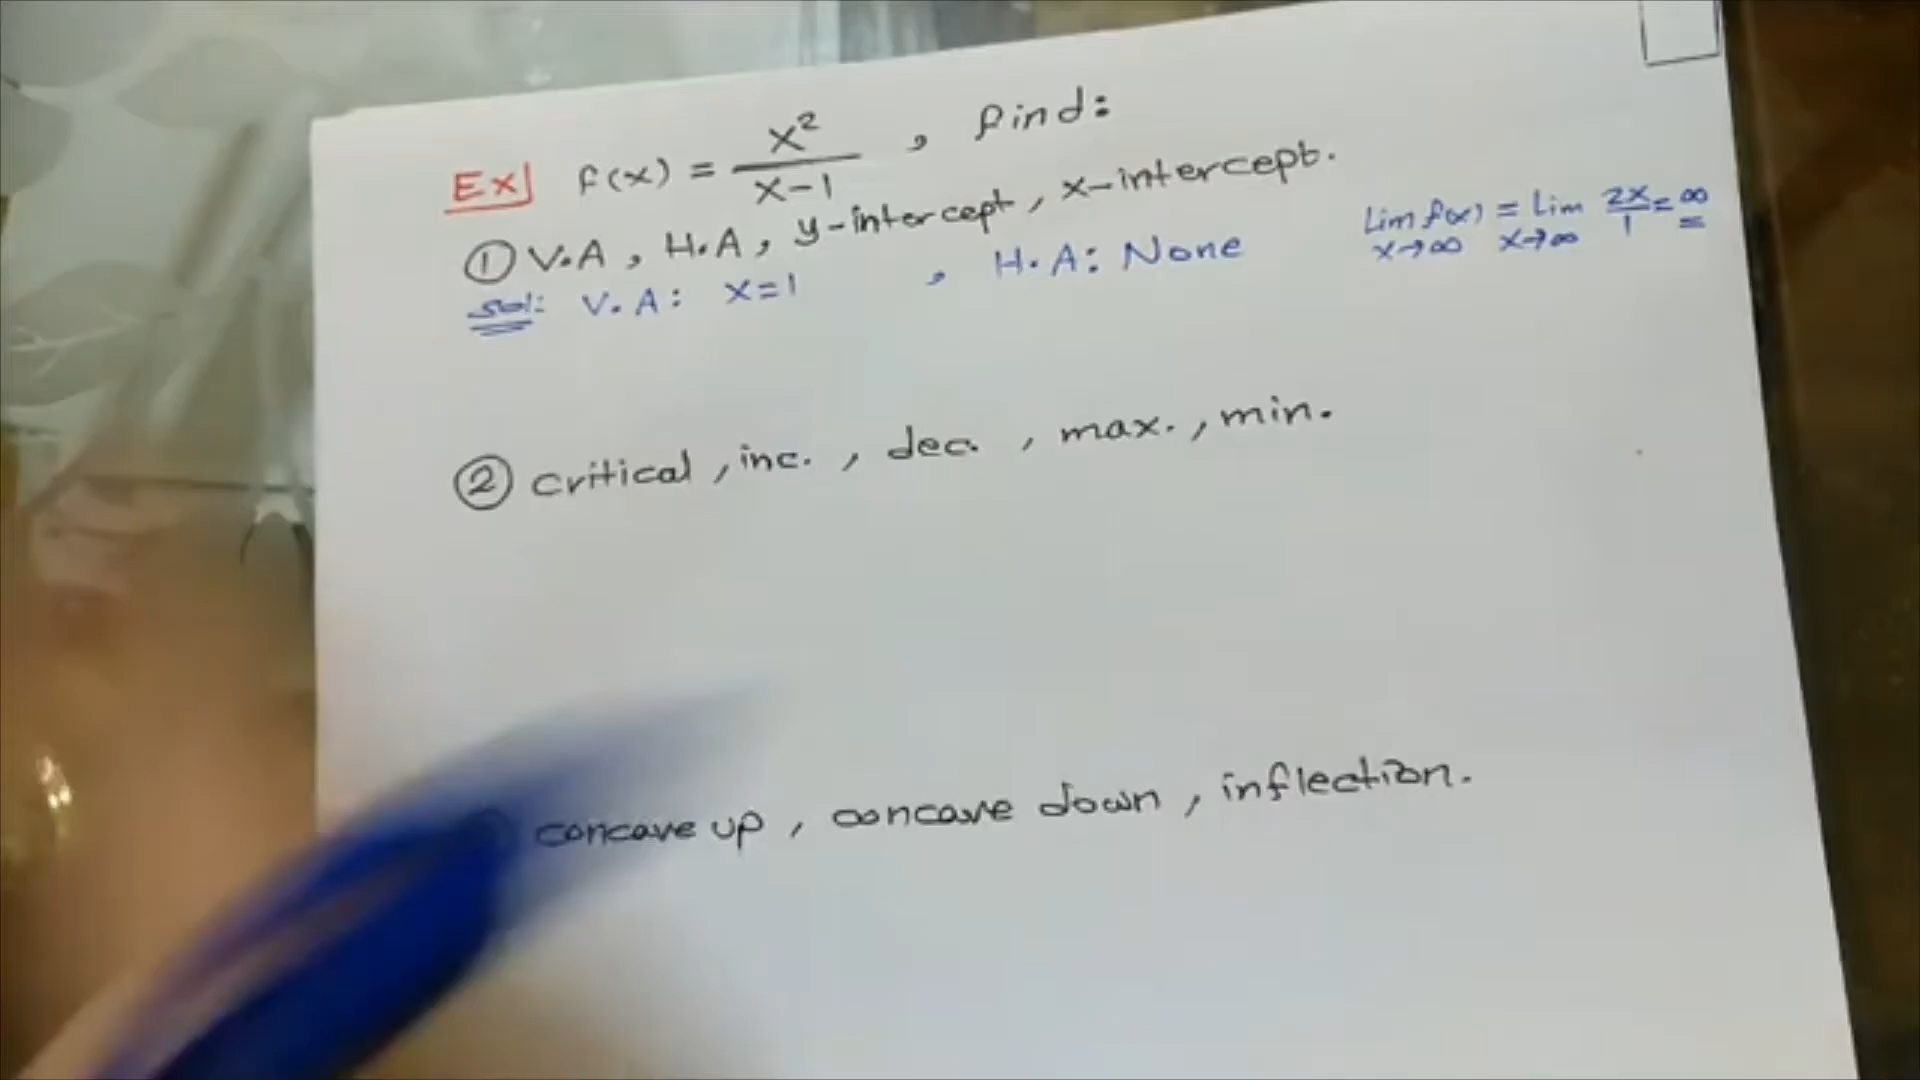 Ex] f(x) = x²/(x-1) , find:
① V.A , H.A , y-intercept , x-intercept.
Sol: V.A: x=1 , H.A: None
Lim f(x) = Lim 2x/1 = ∞
x→∞ x→∞
② critical , inc. , dec. , max. , min.
concave up , concave down , inflection.